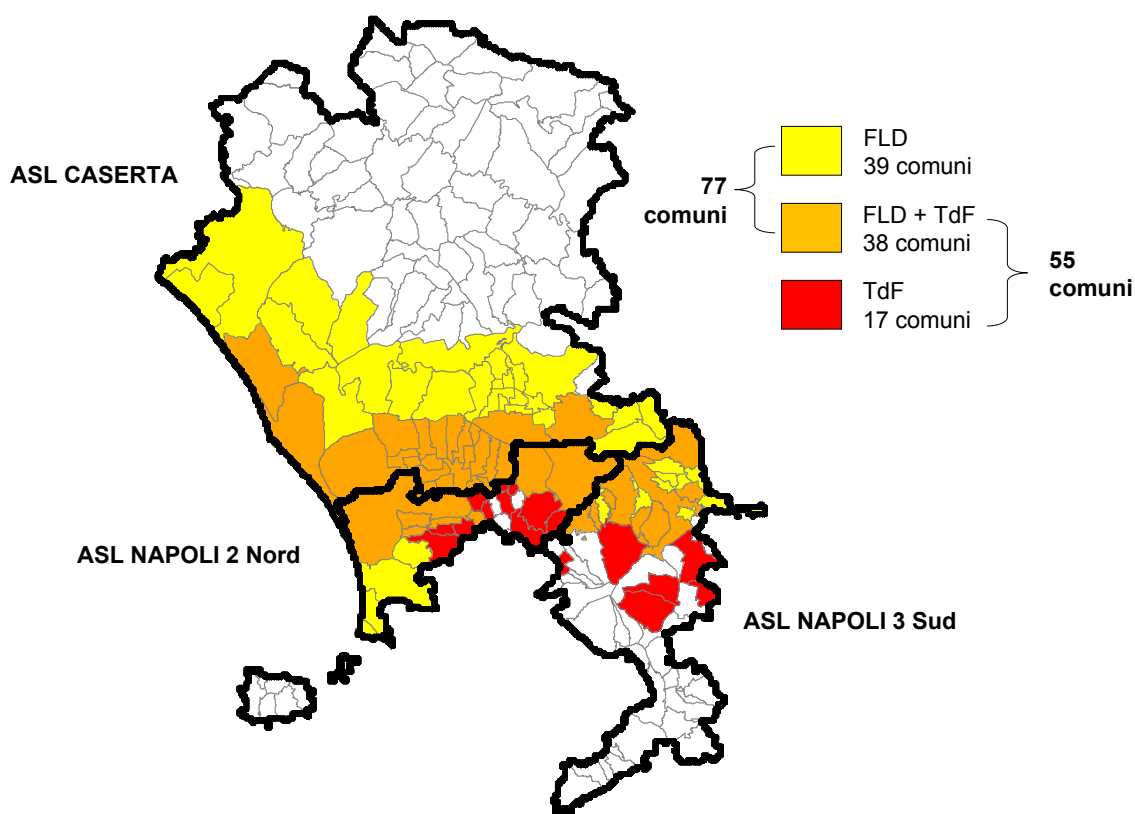 ASL CASERTA
FLD
39 comuni
77
comuni
FLD + TdF
38 comuni
55
comuni
TdF
17 comuni
ASL NAPOLI 2 Nord
ASL NAPOLI 3 Sud